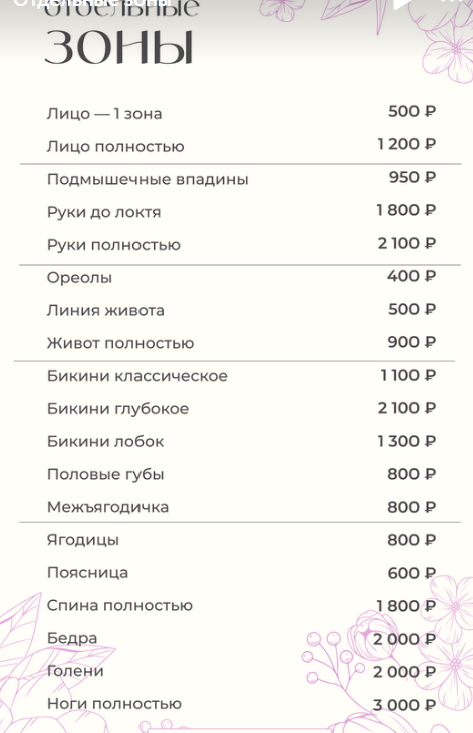 Отдельные зоны
отдельные
ЗОНЫ
Лицо — 1 зона 500 ₽
Лицо полностью 1 200 ₽
Подмышечные впадины 950 ₽
Руки до локтя 1 800 ₽
Руки полностью 2 100 ₽
Ореолы 400 ₽
Линия живота 500 ₽
Живот полностью 900 ₽
Бикини классическое 1 100 ₽
Бикини глубокое 2 100 ₽
Бикини лобок 1 300 ₽
Половые губы 800 ₽
Межъягодичка 800 ₽
Ягодицы 800 ₽
Поясница 600 ₽
Спина полностью 1 800 ₽
Бедра 2 000 ₽
Голени 2 000 ₽
Ноги полностью 3 000 ₽